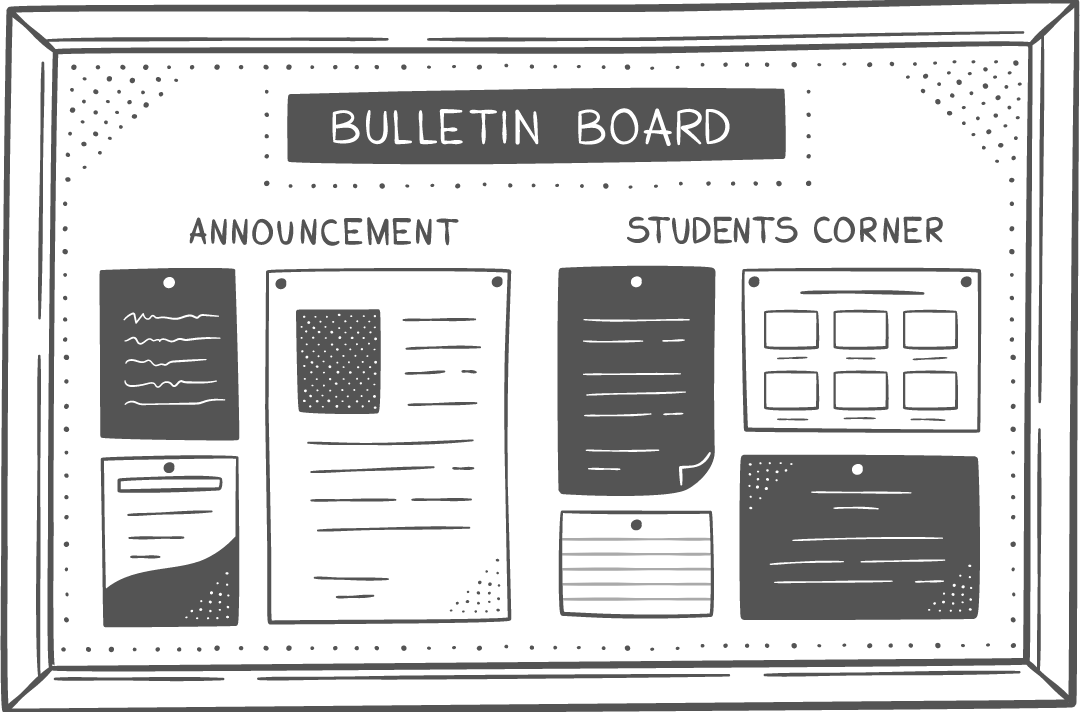 BULLETIN BOARD
ANNOUNCEMENT
STUDENTS CORNER